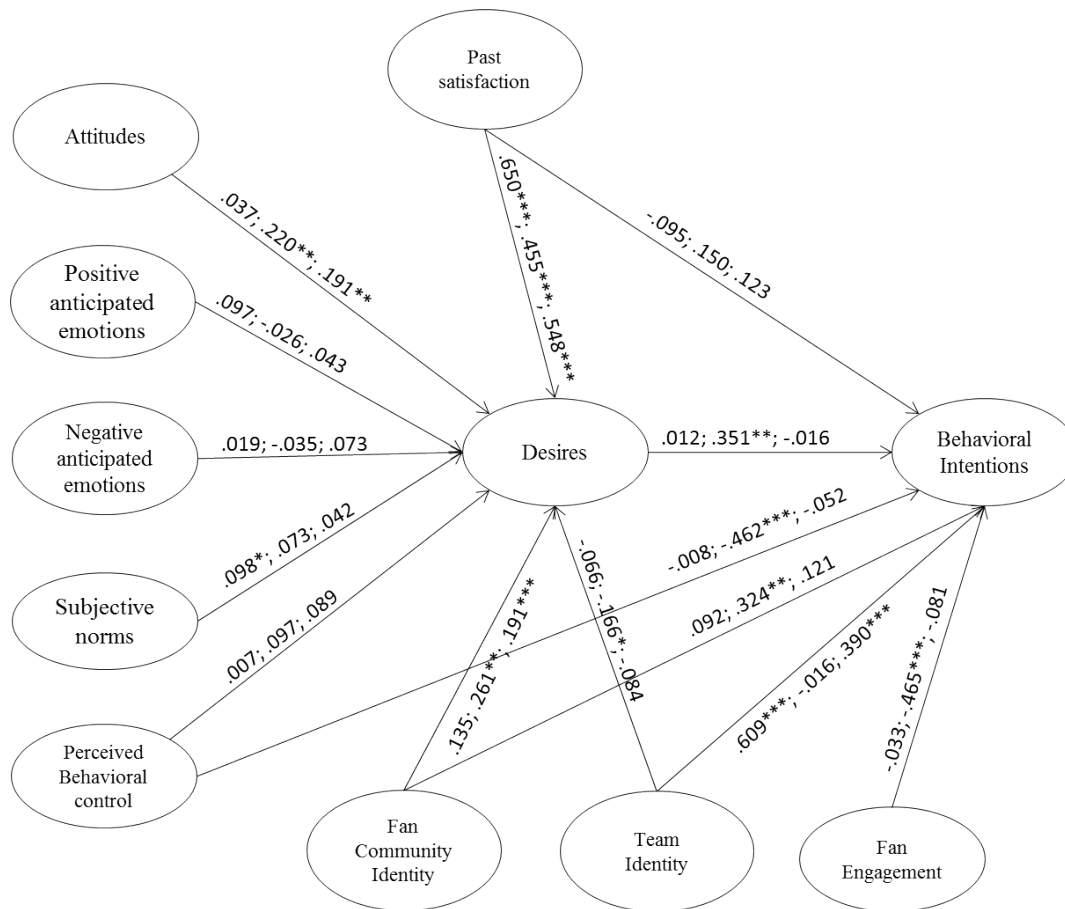 Past
satisfaction
Attitudes
.037; .220**; .191**
.650***; .455***; .548***
-.095; .150; .123
Positive
anticipated
emotions
.097; -.026; .043
Negative
anticipated
emotions
.019; -.035; .073
Desires
.012; .351**; -.016
Behavioral
Intentions
Subjective
norms
.098*; .073; .042
.007; .097; .089
-.008; -.462***; -.052
.092; .324**; .121
.135; .261**; .191***
-.066; -.166*; -.084
.609***; -.016; .390***
-.033; -.465***; -.081
Perceived
Behavioral
control
Fan
Community
Identity
Team
Identity
Fan
Engagement